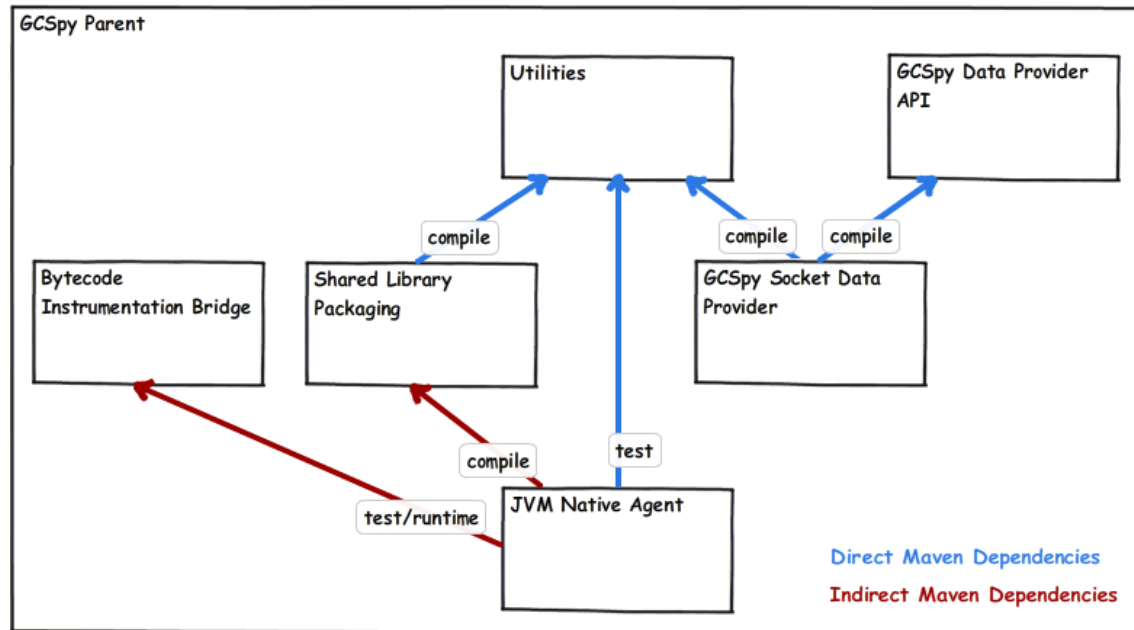 GCSpy Parent
Utilities
GCSpy Data Provider
API
compile
compile
compile
Bytecode
Instrumentation Bridge
Shared Library
Packaging
GCSpy Socket Data
Provider
compile
test
test/runtime
JVM Native Agent
Direct Maven Dependencies
Indirect Maven Dependencies